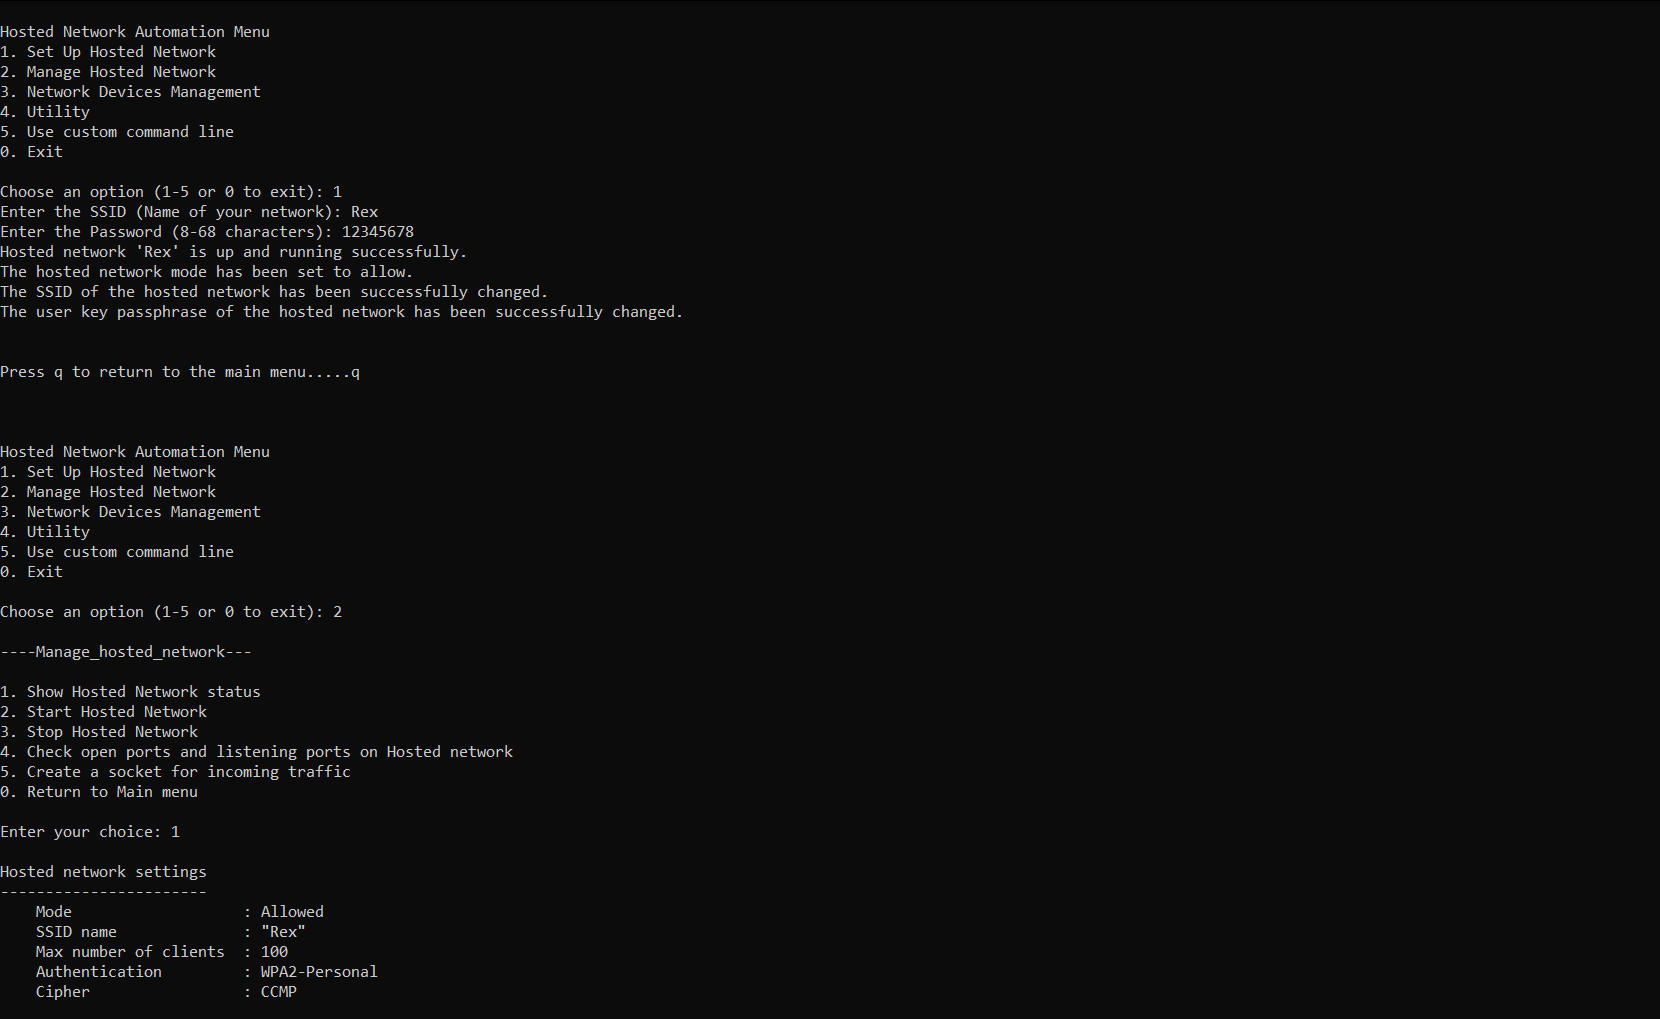 Hosted Network Automation Menu
1. Set Up Hosted Network
2. Manage Hosted Network
3. Network Devices Management
4. Utility
5. Use custom command line
0. Exit
Choose an option (1-5 or 0 to exit): 1
Enter the SSID (Name of your network): Rex
Enter the Password (8-68 characters): 12345678
Hosted network 'Rex' is up and running successfully.
The hosted network mode has been set to allow.
The SSID of the hosted network has been successfully changed.
The user key passphrase of the hosted network has been successfully changed.
Press q to return to the main menu.....q
Hosted Network Automation Menu
1. Set Up Hosted Network
2. Manage Hosted Network
3. Network Devices Management
4. Utility
5. Use custom command line
0. Exit
Choose an option (1-5 or 0 to exit): 2
----Manage_hosted_network---
1. Show Hosted Network status
2. Start Hosted Network
3. Stop Hosted Network
4. Check open ports and listening ports on Hosted network
5. Create a socket for incoming traffic
0. Return to Main menu
Enter your choice: 1
Hosted network settings
-----------------------
    Mode                   : Allowed
    SSID name              : "Rex"
    Max number of clients  : 100
    Authentication         : WPA2-Personal
    Cipher                 : CCMP